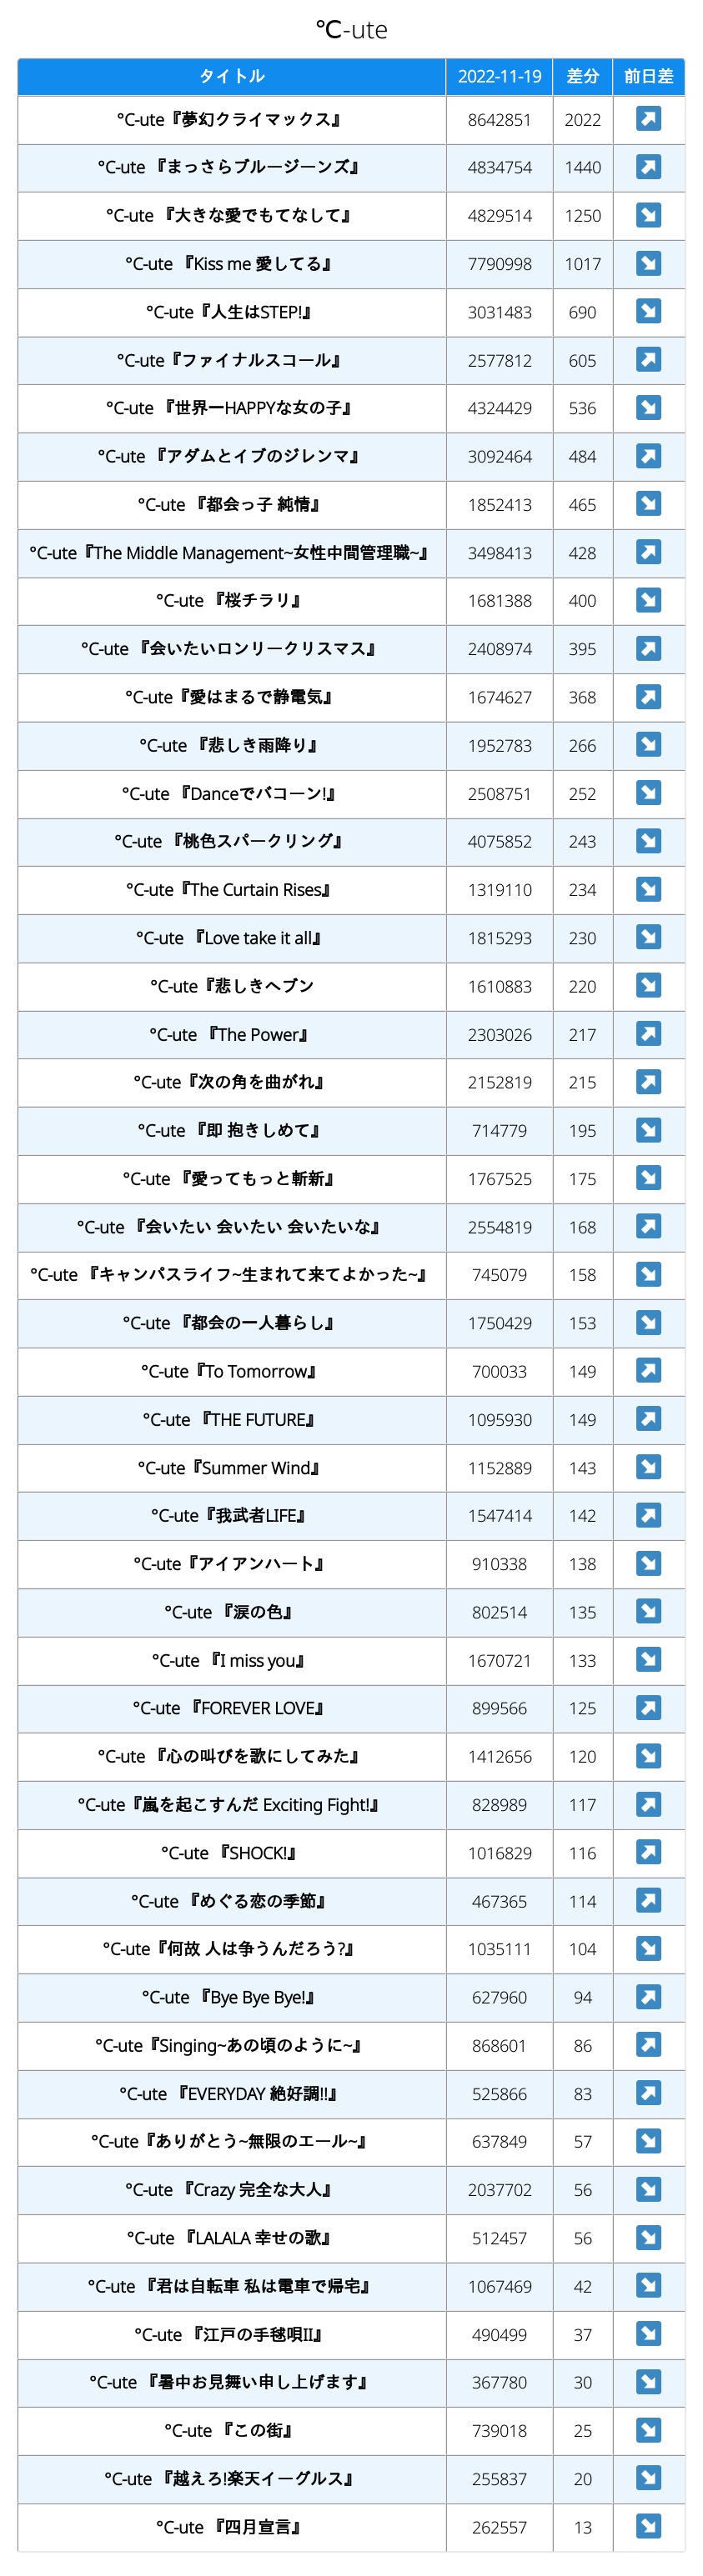 ℃-ute
タイトル 2022-11-19 差分 前日差
°C-ute『夢幻クライマックス』 8642851 2022 ↗
°C-ute 『まっさらブルージーンズ』 4834754 1440 ↗
°C-ute 『大きな愛でもてなして』 4829514 1250 ↘
°C-ute 『Kiss me 愛してる』 7790998 1017 ↘
°C-ute『人生はSTEP!』 3031483 690 ↘
°C-ute『ファイナルスコール』 2577812 605 ↗
°C-ute 『世界一HAPPYな女の子』 4324429 536 ↘
°C-ute 『アダムとイブのジレンマ』 3092464 484 ↗
°C-ute 『都会っ子 純情』 1852413 465 ↘
°C-ute『The Middle Management~女性中間管理職~』 3498413 428 ↗
°C-ute 『桜チラリ』 1681388 400 ↘
°C-ute 『会いたいロンリークリスマス』 2408974 395 ↗
°C-ute『愛はまるで静電気』 1674627 368 ↗
°C-ute 『悲しき雨降り』 1952783 266 ↘
°C-ute 『Danceでバコーン!』 2508751 252 ↘
°C-ute 『桃色スパークリング』 4075852 243 ↘
°C-ute『The Curtain Rises』 1319110 234 ↘
°C-ute 『Love take it all』 1815293 230 ↘
°C-ute『悲しきヘブン 1610883 220 ↘
°C-ute 『The Power』 2303026 217 ↗
°C-ute『次の角を曲がれ』 2152819 215 ↗
°C-ute 『即 抱きしめて』 714779 195 ↘
°C-ute 『愛ってもっと斬新』 1767525 175 ↘
°C-ute 『会いたい 会いたい 会いたいな』 2554819 168 ↗
°C-ute 『キャンパスライフ~生まれて来てよかった~』 745079 158 ↘
°C-ute 『都会の一人暮らし』 1750429 153 ↘
°C-ute『To Tomorrow』 700033 149 ↗
°C-ute 『THE FUTURE』 1095930 149 ↗
°C-ute『Summer Wind』 1152889 143 ↘
°C-ute『我武者LIFE』 1547414 142 ↗
°C-ute『アイアンハート』 910338 138 ↘
°C-ute 『涙の色』 802514 135 ↘
°C-ute 『I miss you』 1670721 133 ↘
°C-ute 『FOREVER LOVE』 899566 125 ↗
°C-ute 『心の叫びを歌にしてみた』 1412656 120 ↘
°C-ute『嵐を起こすんだ Exciting Fight!』 828989 117 ↗
°C-ute 『SHOCK!』 1016829 116 ↗
°C-ute 『めぐる恋の季節』 467365 114 ↗
°C-ute『何故 人は争うんだろう?』 1035111 104 ↘
°C-ute 『Bye Bye Bye!』 627960 94 ↗
°C-ute『Singing~あの頃のように~』 868601 86 ↗
°C-ute 『EVERYDAY 絶好調!!』 525866 83 ↗
°C-ute『ありがとう~無限のエール~』 637849 57 ↘
°C-ute 『Crazy 完全な大人』 2037702 56 ↘
°C-ute 『LALALA 幸せの歌』 512457 56 ↘
°C-ute 『君は自転車 私は電車で帰宅』 1067469 42 ↘
°C-ute 『江戸の手毬唄II』 490499 37 ↘
°C-ute 『暑中お見舞い申し上げます』 367780 30 ↘
°C-ute 『この街』 739018 25 ↘
°C-ute 『越えろ!楽天イーグルス』 255837 20 ↘
°C-ute 『四月宣言』 262557 13 ↘